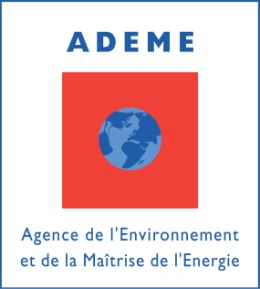 ADEME
Agence de l'Environnement
et de la Maîtrise de l'Energie